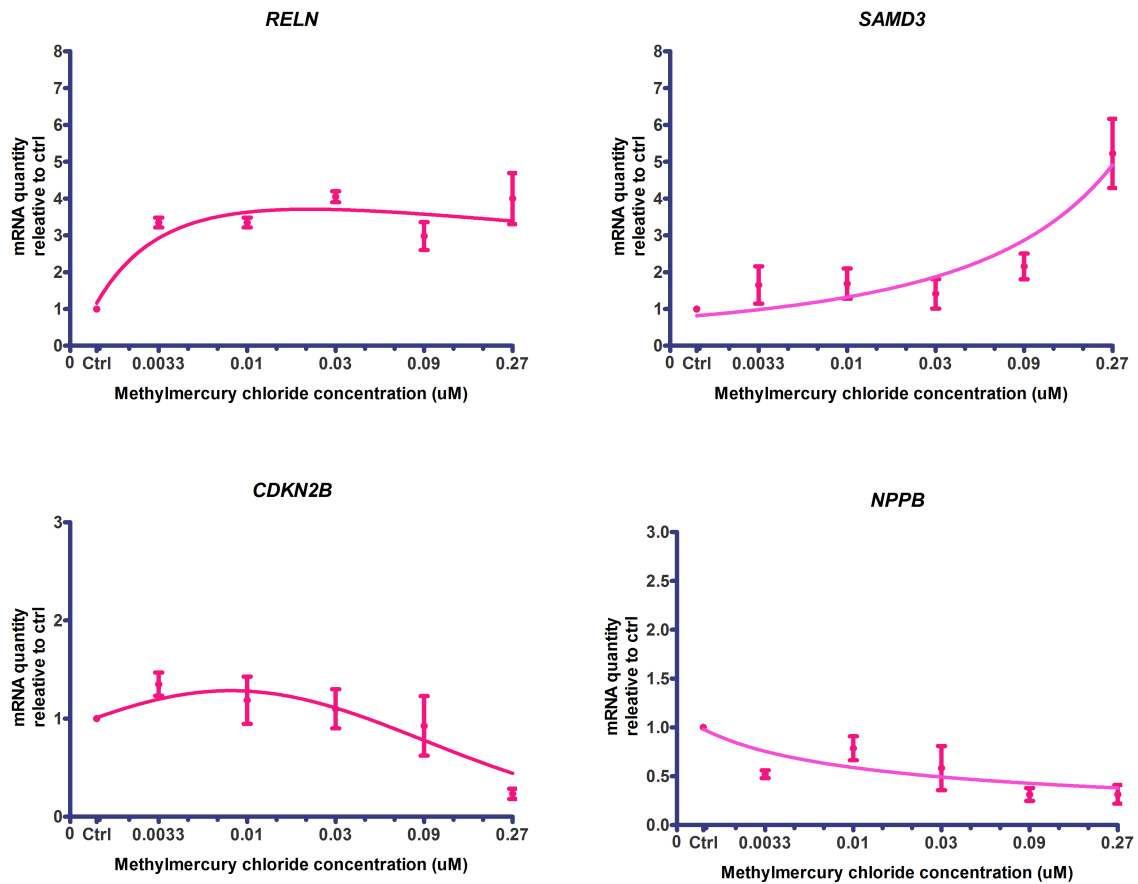 RELN
8
7
6
5
4
3
2
1
0
mRNA quantity
releative to ctrl
0 Ctrl 0.0033 0.01 0.03 0.09 0.27
Methylmercury chloride concentration (uM)
SAMD3
8
7
6
5
4
3
2
1
0
mRNA quantity
releative to ctrl
0 Ctrl 0.0033 0.01 0.03 0.09 0.27
Methylmercury chloride concentration (uM)
CDKN2B
3
2
1
0
mRNA quantity
releative to ctrl
0 Ctrl 0.0033 0.01 0.03 0.09 0.27
Methylmercury chloride concentration (uM)
NPPB
3.0
2.5
2.0
1.5
1.0
0.5
0.0
mRNA quantity
releative to ctrl
0 Ctrl 0.0033 0.01 0.03 0.09 0.27
Methylmercury chloride concentration (uM)